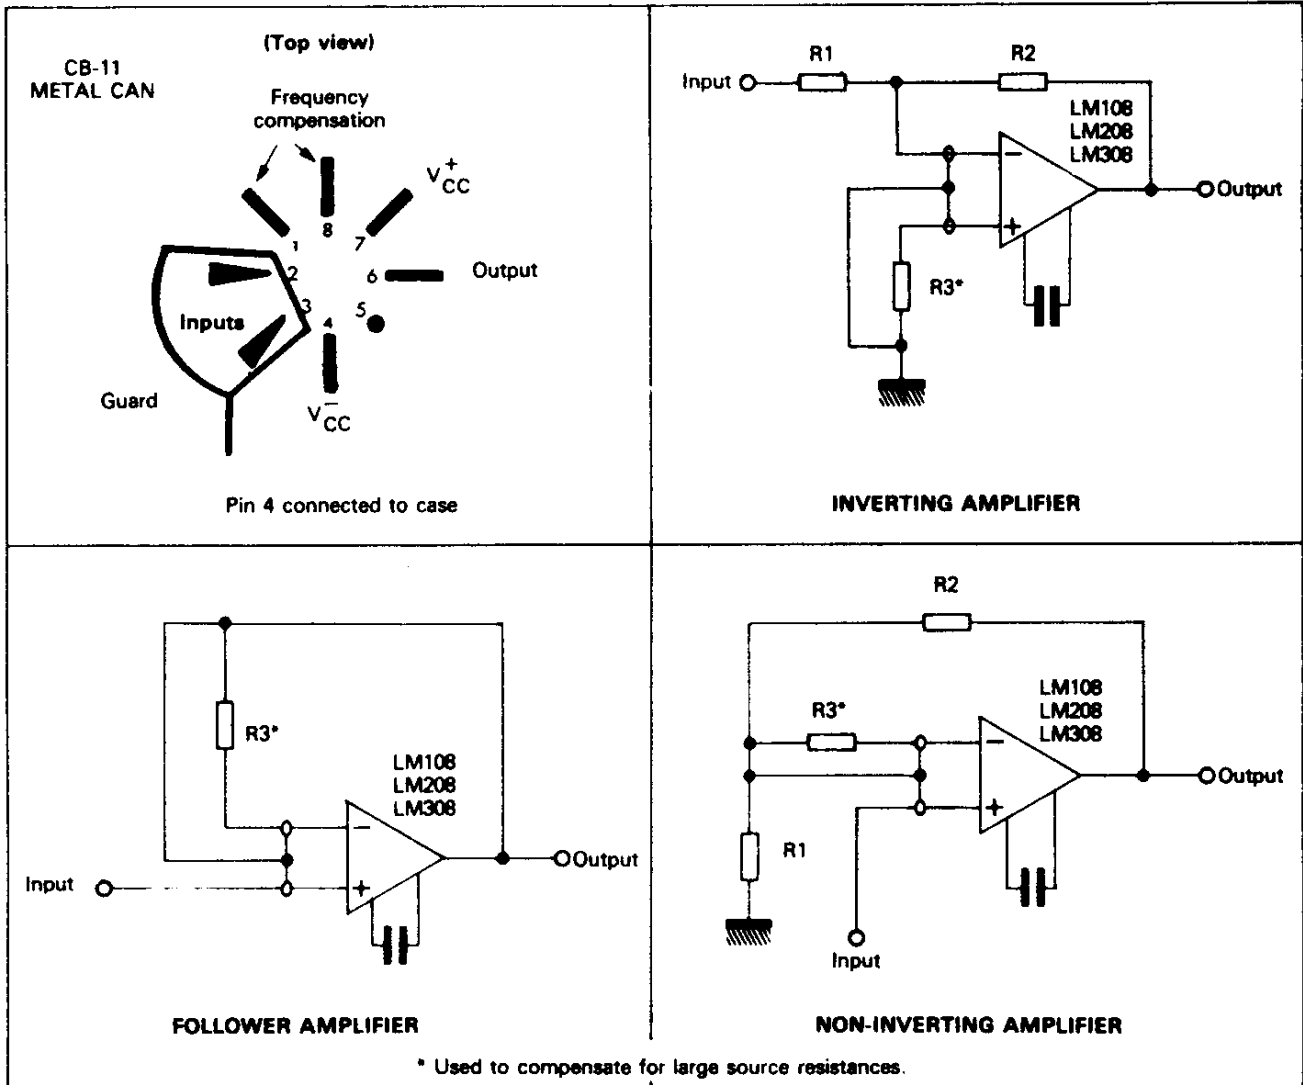 (Top view)
CB-11
METAL CAN
Frequency
compensation
V+CC
1
8
7
2
6
Output
3
5
4
Inputs
Guard
V−CC
Pin 4 connected to case
R1
R2
Input
LM108
LM208
LM308
−
+
Output
R3*
INVERTING AMPLIFIER
R3*
LM108
LM208
LM308
−
Output
Input
+
FOLLOWER AMPLIFIER
R2
LM108
LM208
LM308
R3*
−
Output
+
R1
Input
NON-INVERTING AMPLIFIER
* Used to compensate for large source resistances.